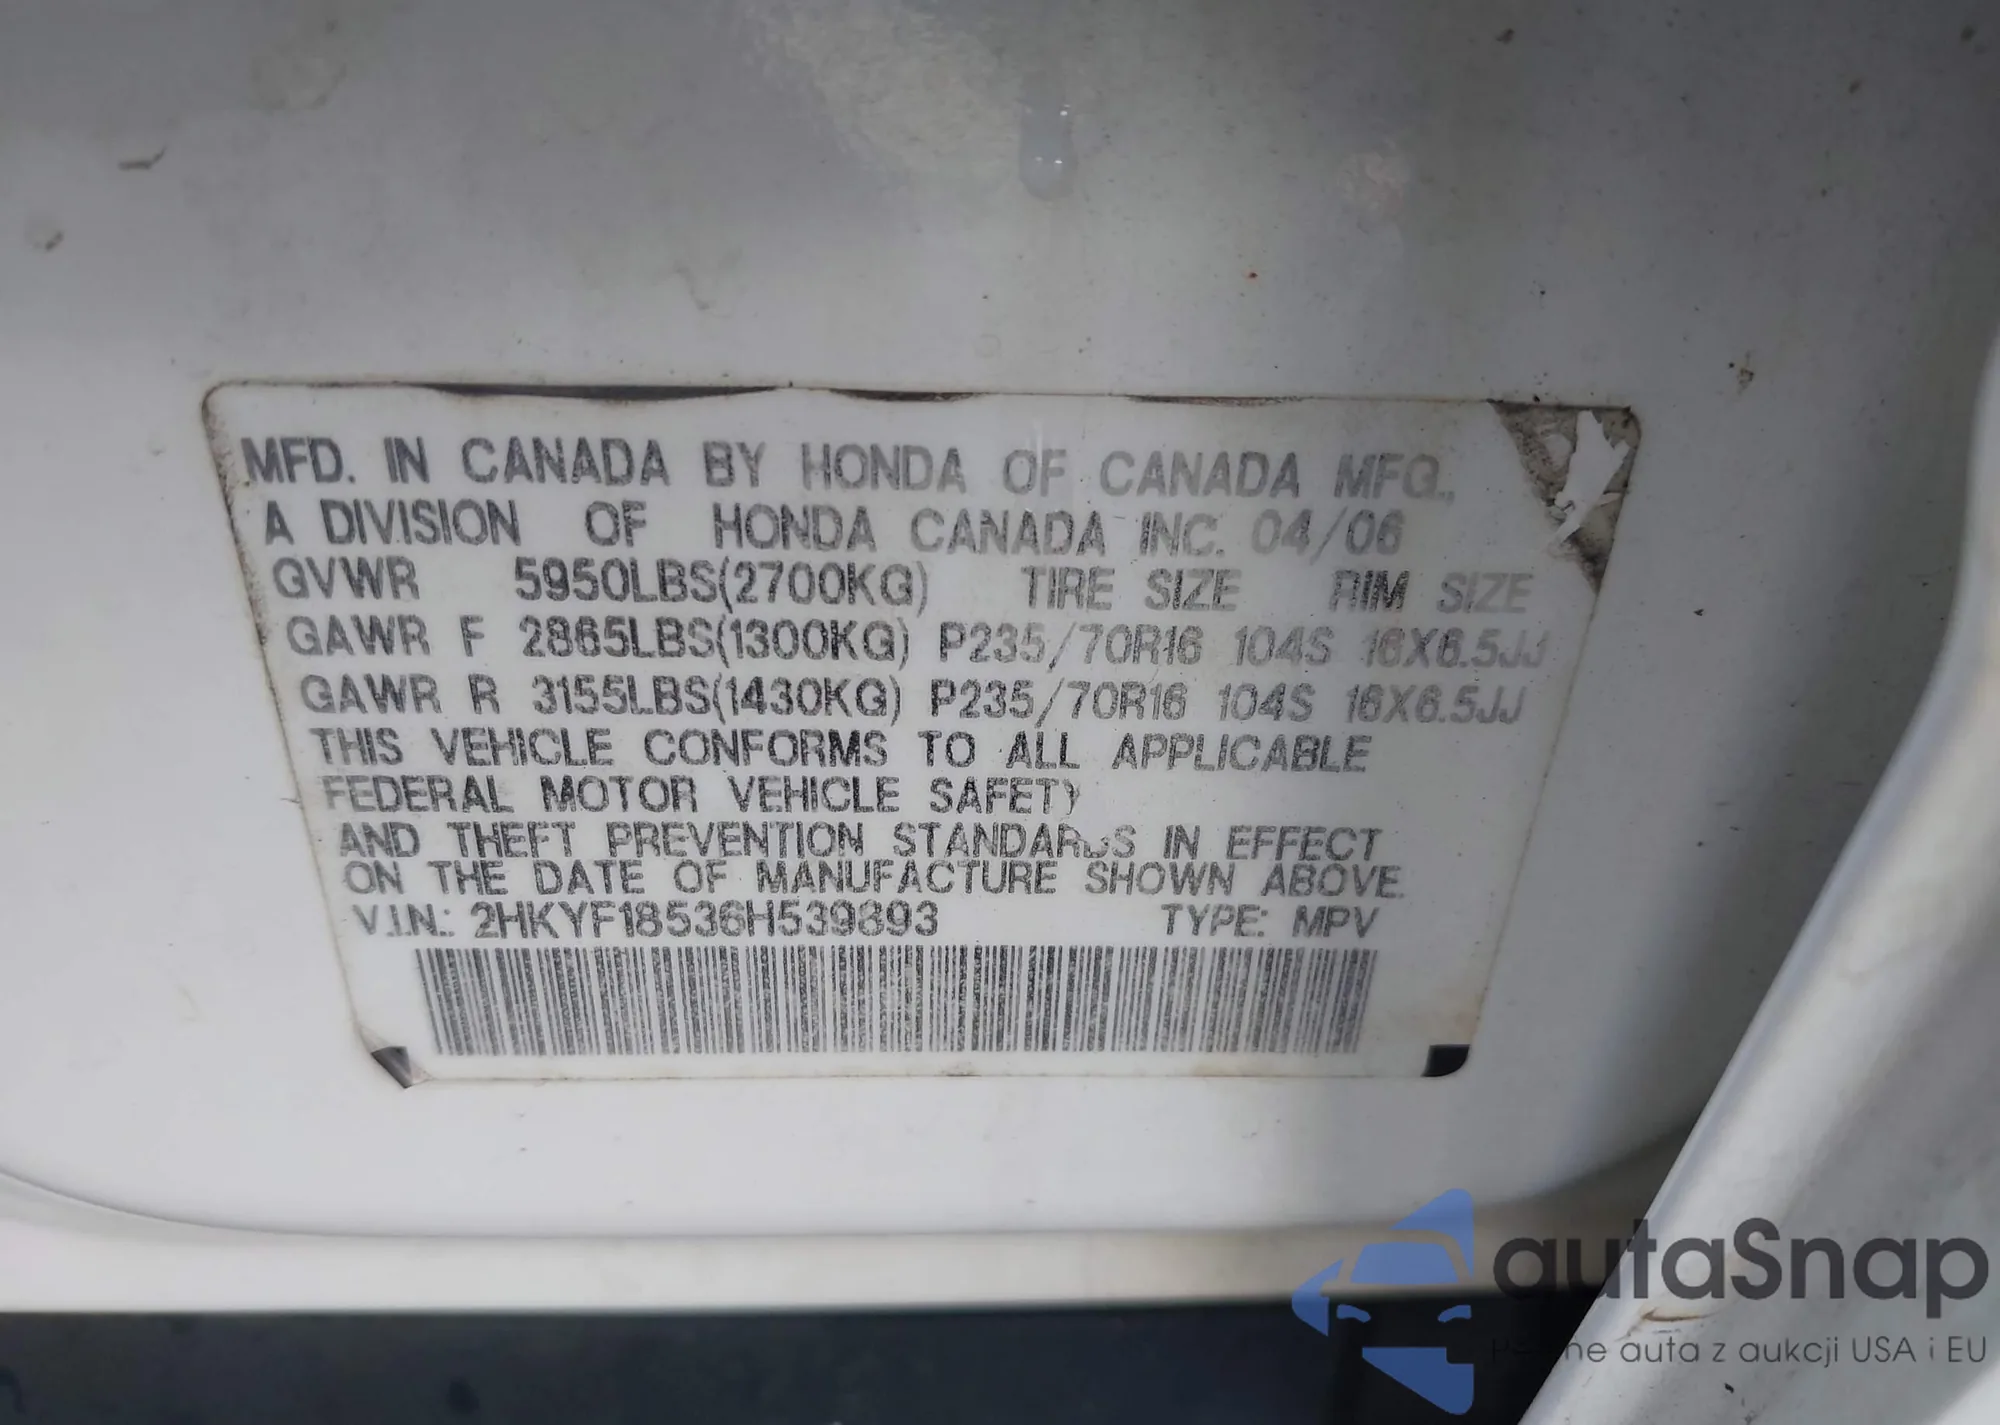 MFD. IN CANADA BY HONDA OF CANADA MFG.,
A DIVISION OF HONDA CANADA INC. 04/06
GVWR 5950LBS(2700KG) TIRE SIZE RIM SIZE
GAWR F 2865LBS(1300KG) P235/70R16 104S 16X6.5JJ
GAWR R 3155LBS(1430KG) P235/70R16 104S 16X6.5JJ
THIS VEHICLE CONFORMS TO ALL APPLICABLE
FEDERAL MOTOR VEHICLE SAFETY
AND THEFT PREVENTION STANDARDS IN EFFECT
ON THE DATE OF MANUFACTURE SHOWN ABOVE.
V.I.N.: 2HKYF18536H539893 TYPE: MPV
autaSnap
auta z aukcji USA i EU